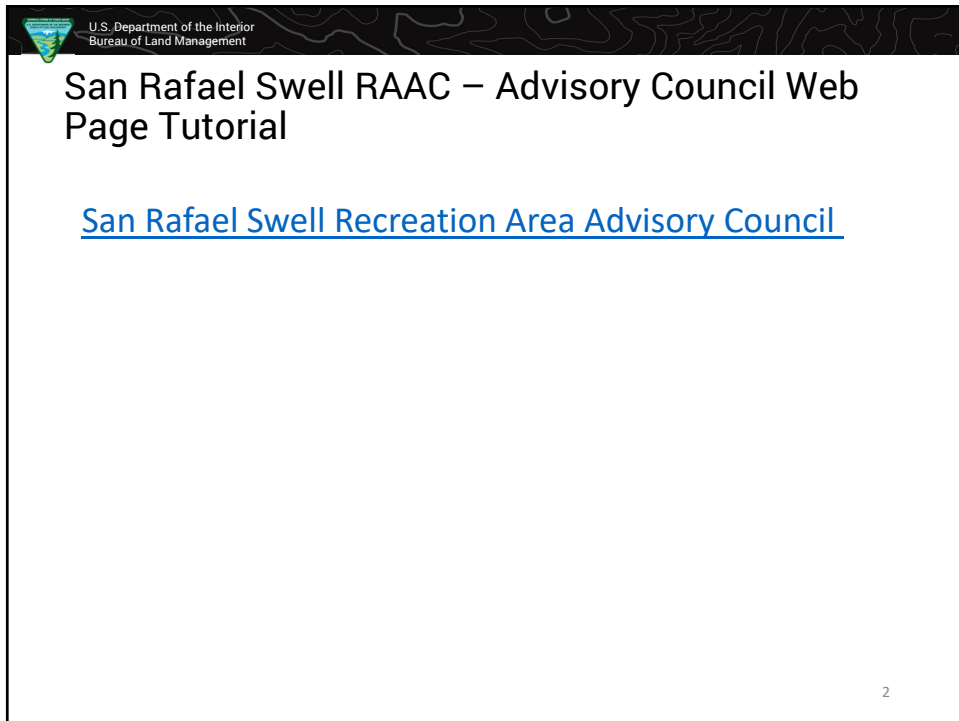 U.S. Department of the Interior
Bureau of Land Management
San Rafael Swell RAAC – Advisory Council Web
Page Tutorial
San Rafael Swell Recreation Area Advisory Council
2